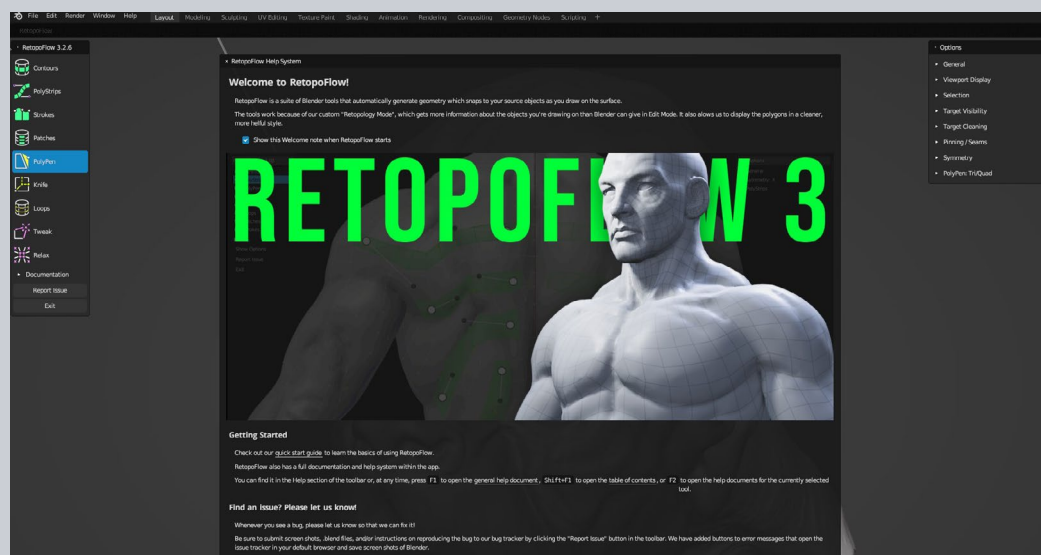 File Edit Render Window Help Layout Modeling Sculpting UV Editing Texture Paint Shading Animation Rendering Compositing Geometry Nodes Scripting +
RetopoFlow 3.2.6
Contours
PolyStrips
Strokes
Patches
PolyPen
Knife
Loops
Tweak
Relax
Documentation
Report Issue
Exit
RetopoFlow Help System
Welcome to RetopoFlow!
RetopoFlow is a suite of Blender tools that automatically generate geometry which snaps to your source objects as you draw on the surface.
The tools work because of our custom "Retopology Mode", which gets more information about the objects you're drawing on than Blender can give in Edit Mode. It also allows us to display the polygons in a cleaner,
more helful style.
Show this Welcome note when RetopoFlow starts
RETOPOFLOW 3
Getting Started
Check out our quick start guide to learn the basics of using RetopoFlow.
RetopoFlow also has a full documentation and help system within the app.
You can find it in the Help section of the toolbar or, at any time, press F1 to open the general help document, Shift+F1 to open the table of contents, or F2 to open the help documents for the currently selected
tool.
Find an issue? Please let us know!
Whenever you see a bug, please let us know so that we can fix it!
Be sure to submit screen shots, .blend files, and/or instructions on reproducing the bug to our bug tracker by clicking the "Report Issue" button in the toolbar. We have added buttons to error messages that open the
issue tracker in your default browser and save screen shots of Blender.
Options
General
Viewport Display
Selection
Target Visibility
Target Cleaning
Pinning / Seams
Symmetry
PolyPen: Tri/Quad